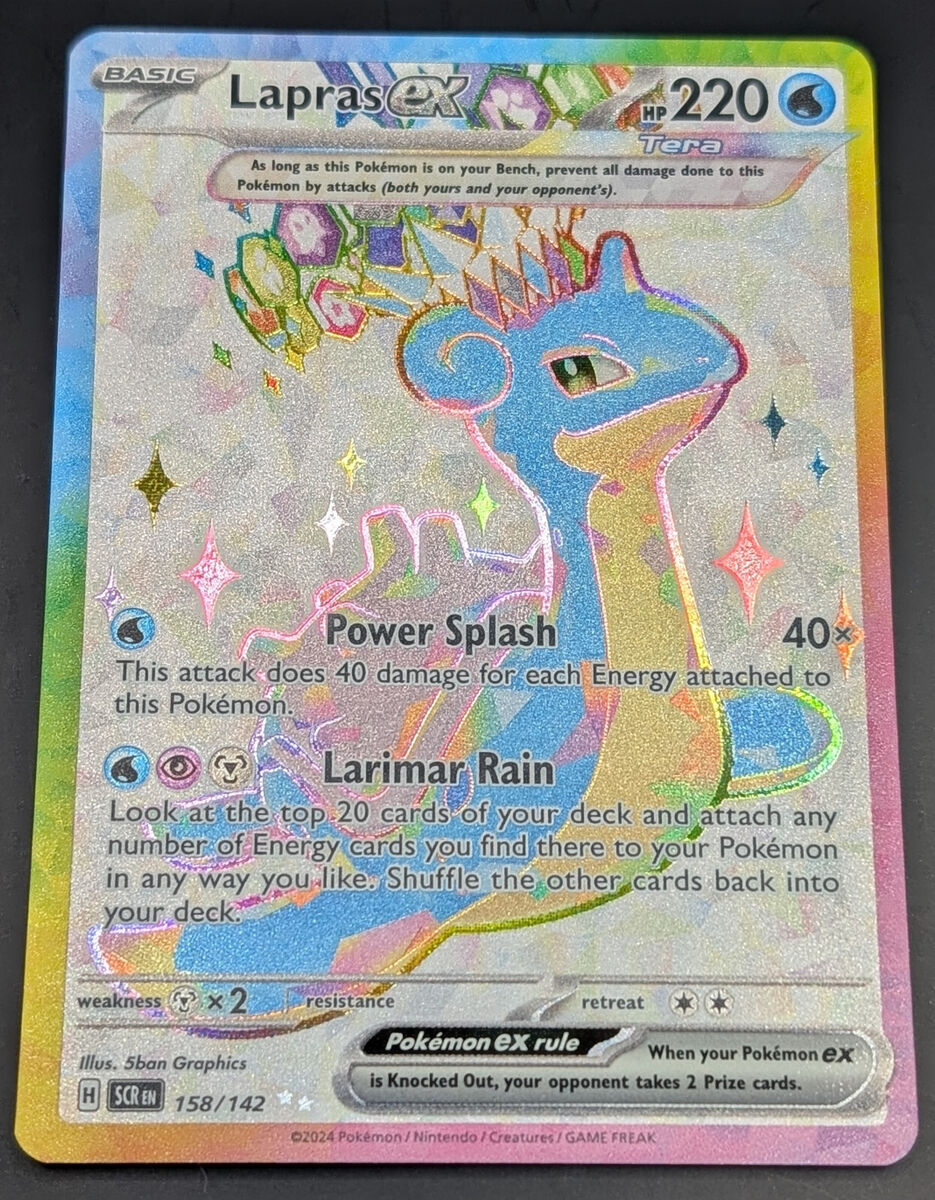 BASIC
Lapras ex HP 220
Tera
As long as this Pokémon is on your Bench, prevent all damage done to this
Pokémon by attacks (both yours and your opponent's).
Power Splash 40×
This attack does 40 damage for each Energy attached to
this Pokémon.
Larimar Rain
Look at the top 20 cards of your deck and attach any
number of Energy cards you find there to your Pokémon
in any way you like. Shuffle the other cards back into
your deck.
weakness ×2 resistance retreat
Illus. 5ban Graphics
Pokémon ex rule
When your Pokémon ex
is Knocked Out, your opponent takes 2 Prize cards.
H SCR EN 158/142
©2024 Pokémon / Nintendo / Creatures / GAME FREAK